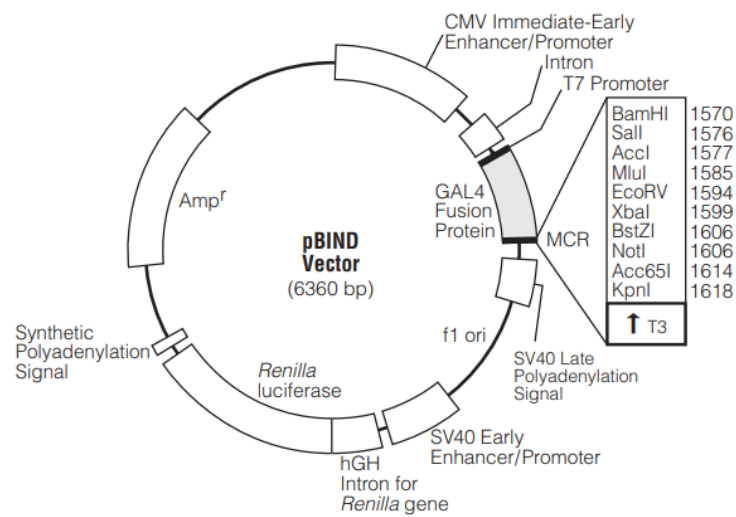 CMV Immediate-Early
Enhancer/Promoter
Intron
T7 Promoter
BamHI 1570
SalI 1576
AccI 1577
MluI 1585
EcoRV 1594
XbaI 1599
BstZI 1606
NotI 1606
Acc65I 1614
KpnI 1618
↑ T3
MCR
GAL4
Fusion
Protein
Ampr
pBIND
Vector
(6360 bp)
f1 ori
SV40 Late
Polyadenylation
Signal
Synthetic
Polyadenylation
Signal
Renilla
luciferase
SV40 Early
Enhancer/Promoter
hGH
Intron for
Renilla gene